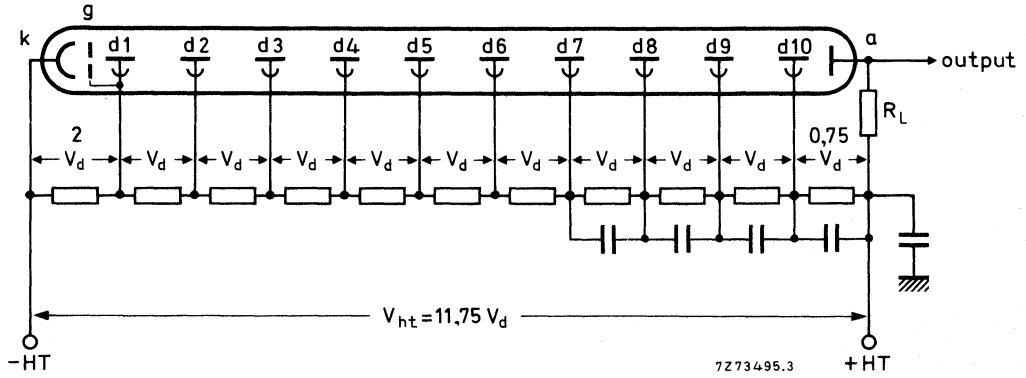 g
k d1 d2 d3 d4 d5 d6 d7 d8 d9 d10 a output
R_L
2 0,75
V_d V_d V_d V_d V_d V_d V_d V_d V_d V_d V_d
V_ht = 11,75 V_d
-HT +HT
7Z73495.3